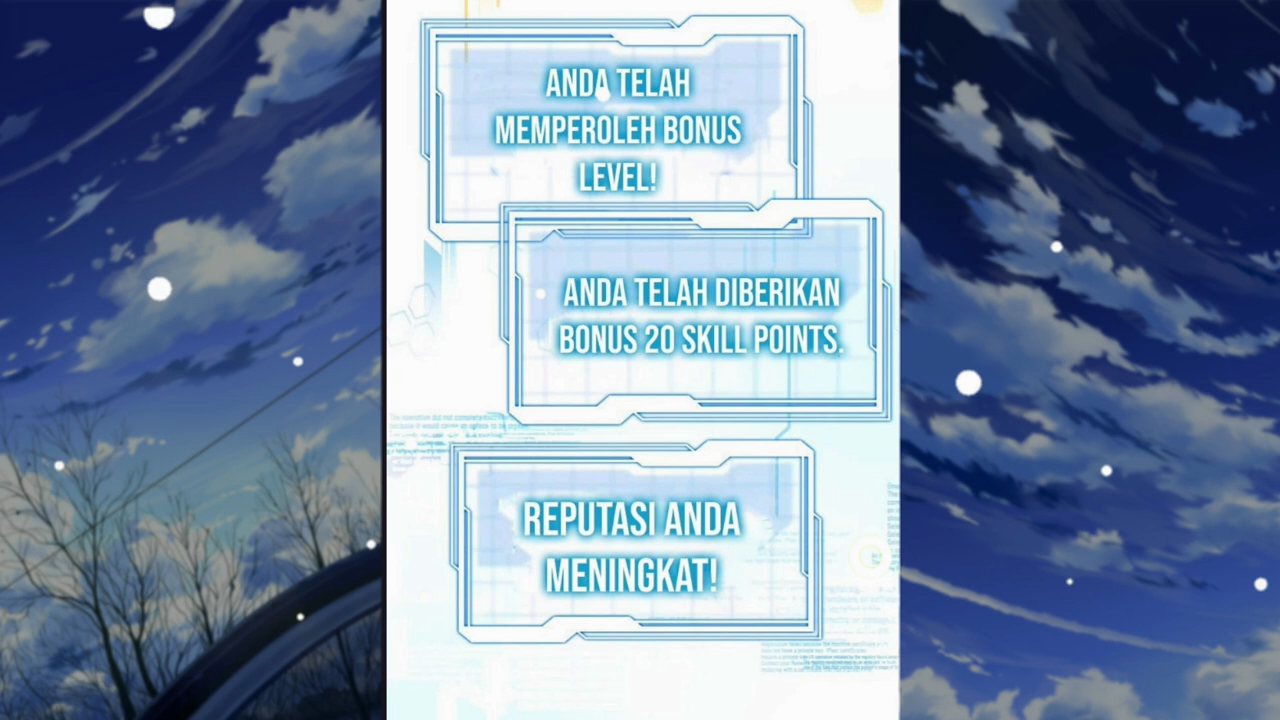 ANDA TELAH
MEMPEROLEH BONUS
LEVEL!
ANDA TELAH DIBERIKAN
BONUS 20 SKILL POINTS.
REPUTASI ANDA
MENINGKAT!